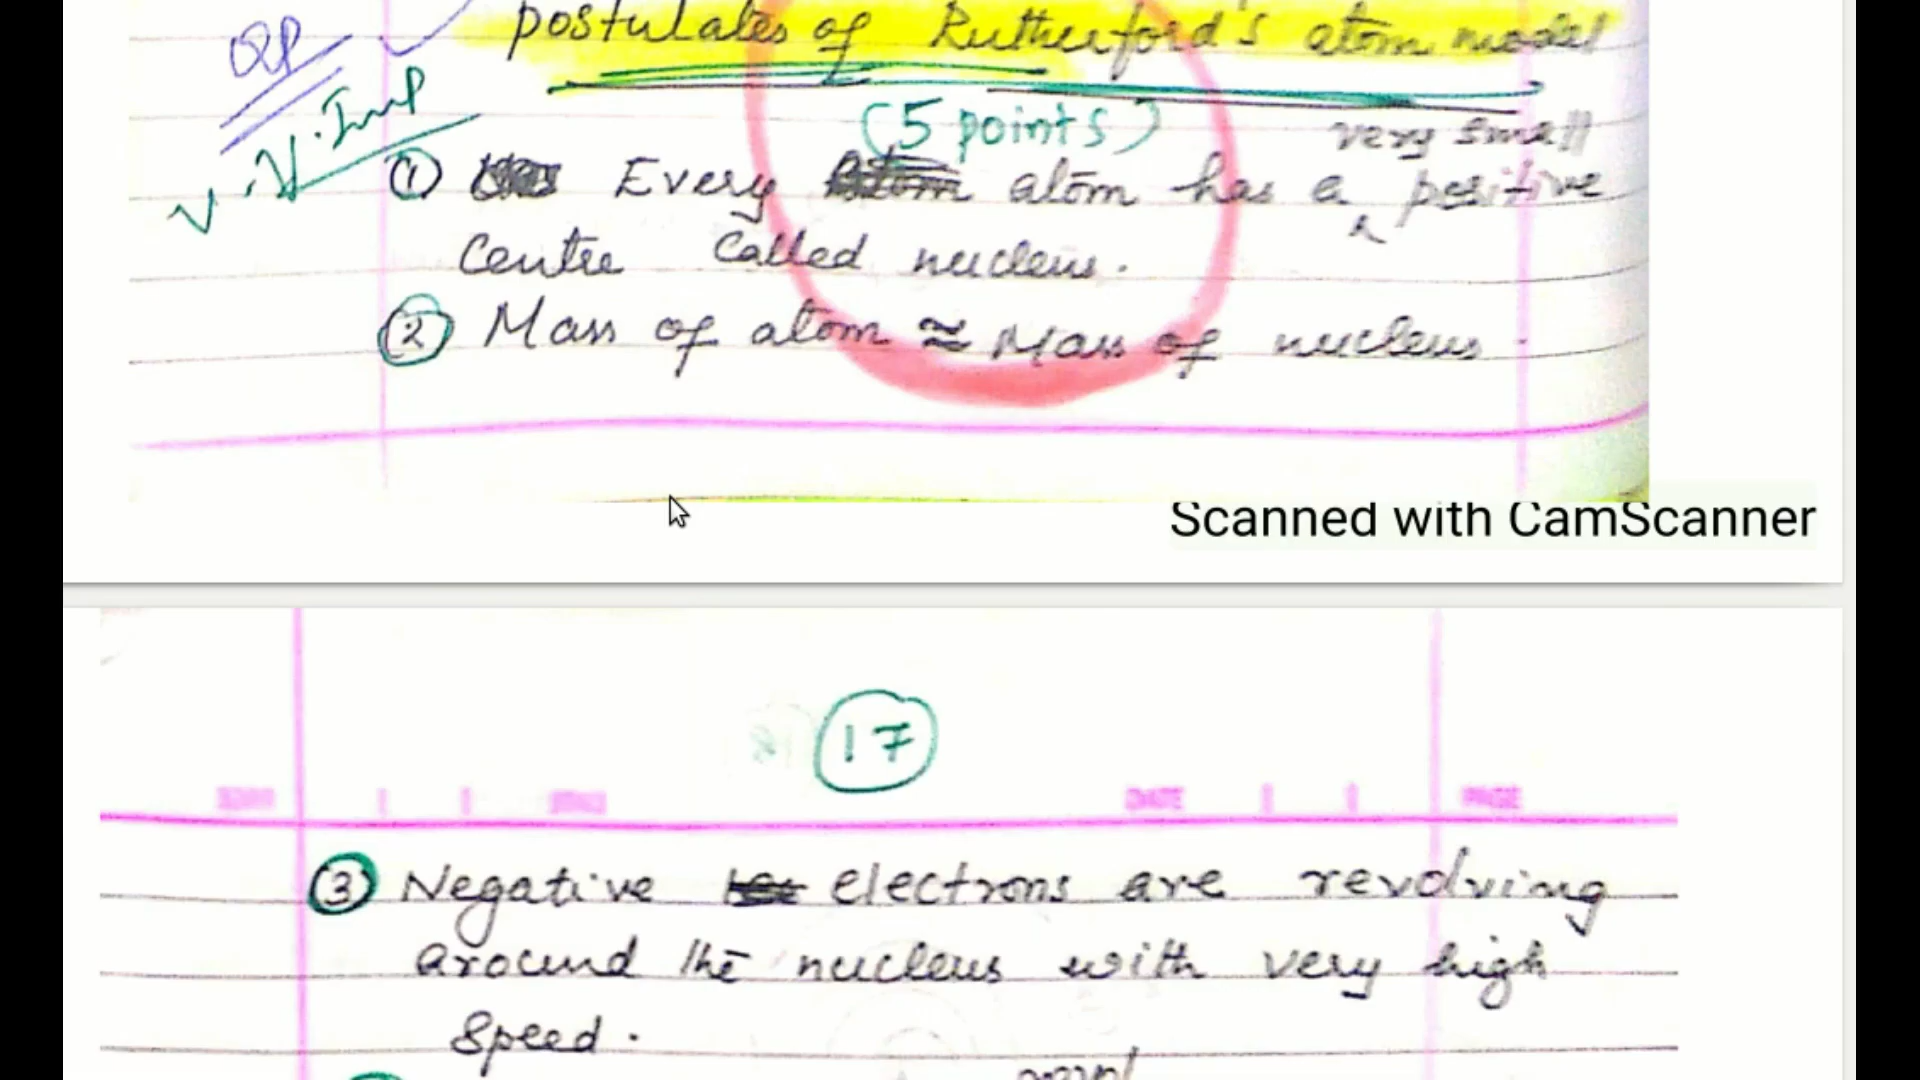 QP
postulates of Rutherford's atom model
V.Imp
(5 points)
very small
① Every atom has a positive
Centre Called nucleus.
② Mass of atom ≈ Mass of nucleus.
Scanned with CamScanner
17
DATE PAGE
③ Negative electrons are revolving
around the nucleus with very high
Speed.